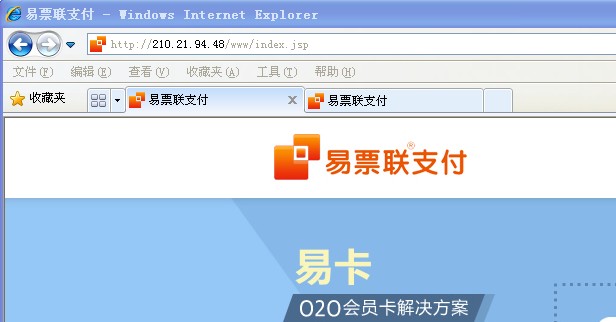 易票联支付 - Windows Internet Explorer
http://210.21.94.48/www/index.jsp
文件(F) 编辑(E) 查看(V) 收藏夹(A) 工具(T) 帮助(H)
收藏夹 易票联支付 易票联支付
易票联支付®
易卡
O2O会员卡解决方案